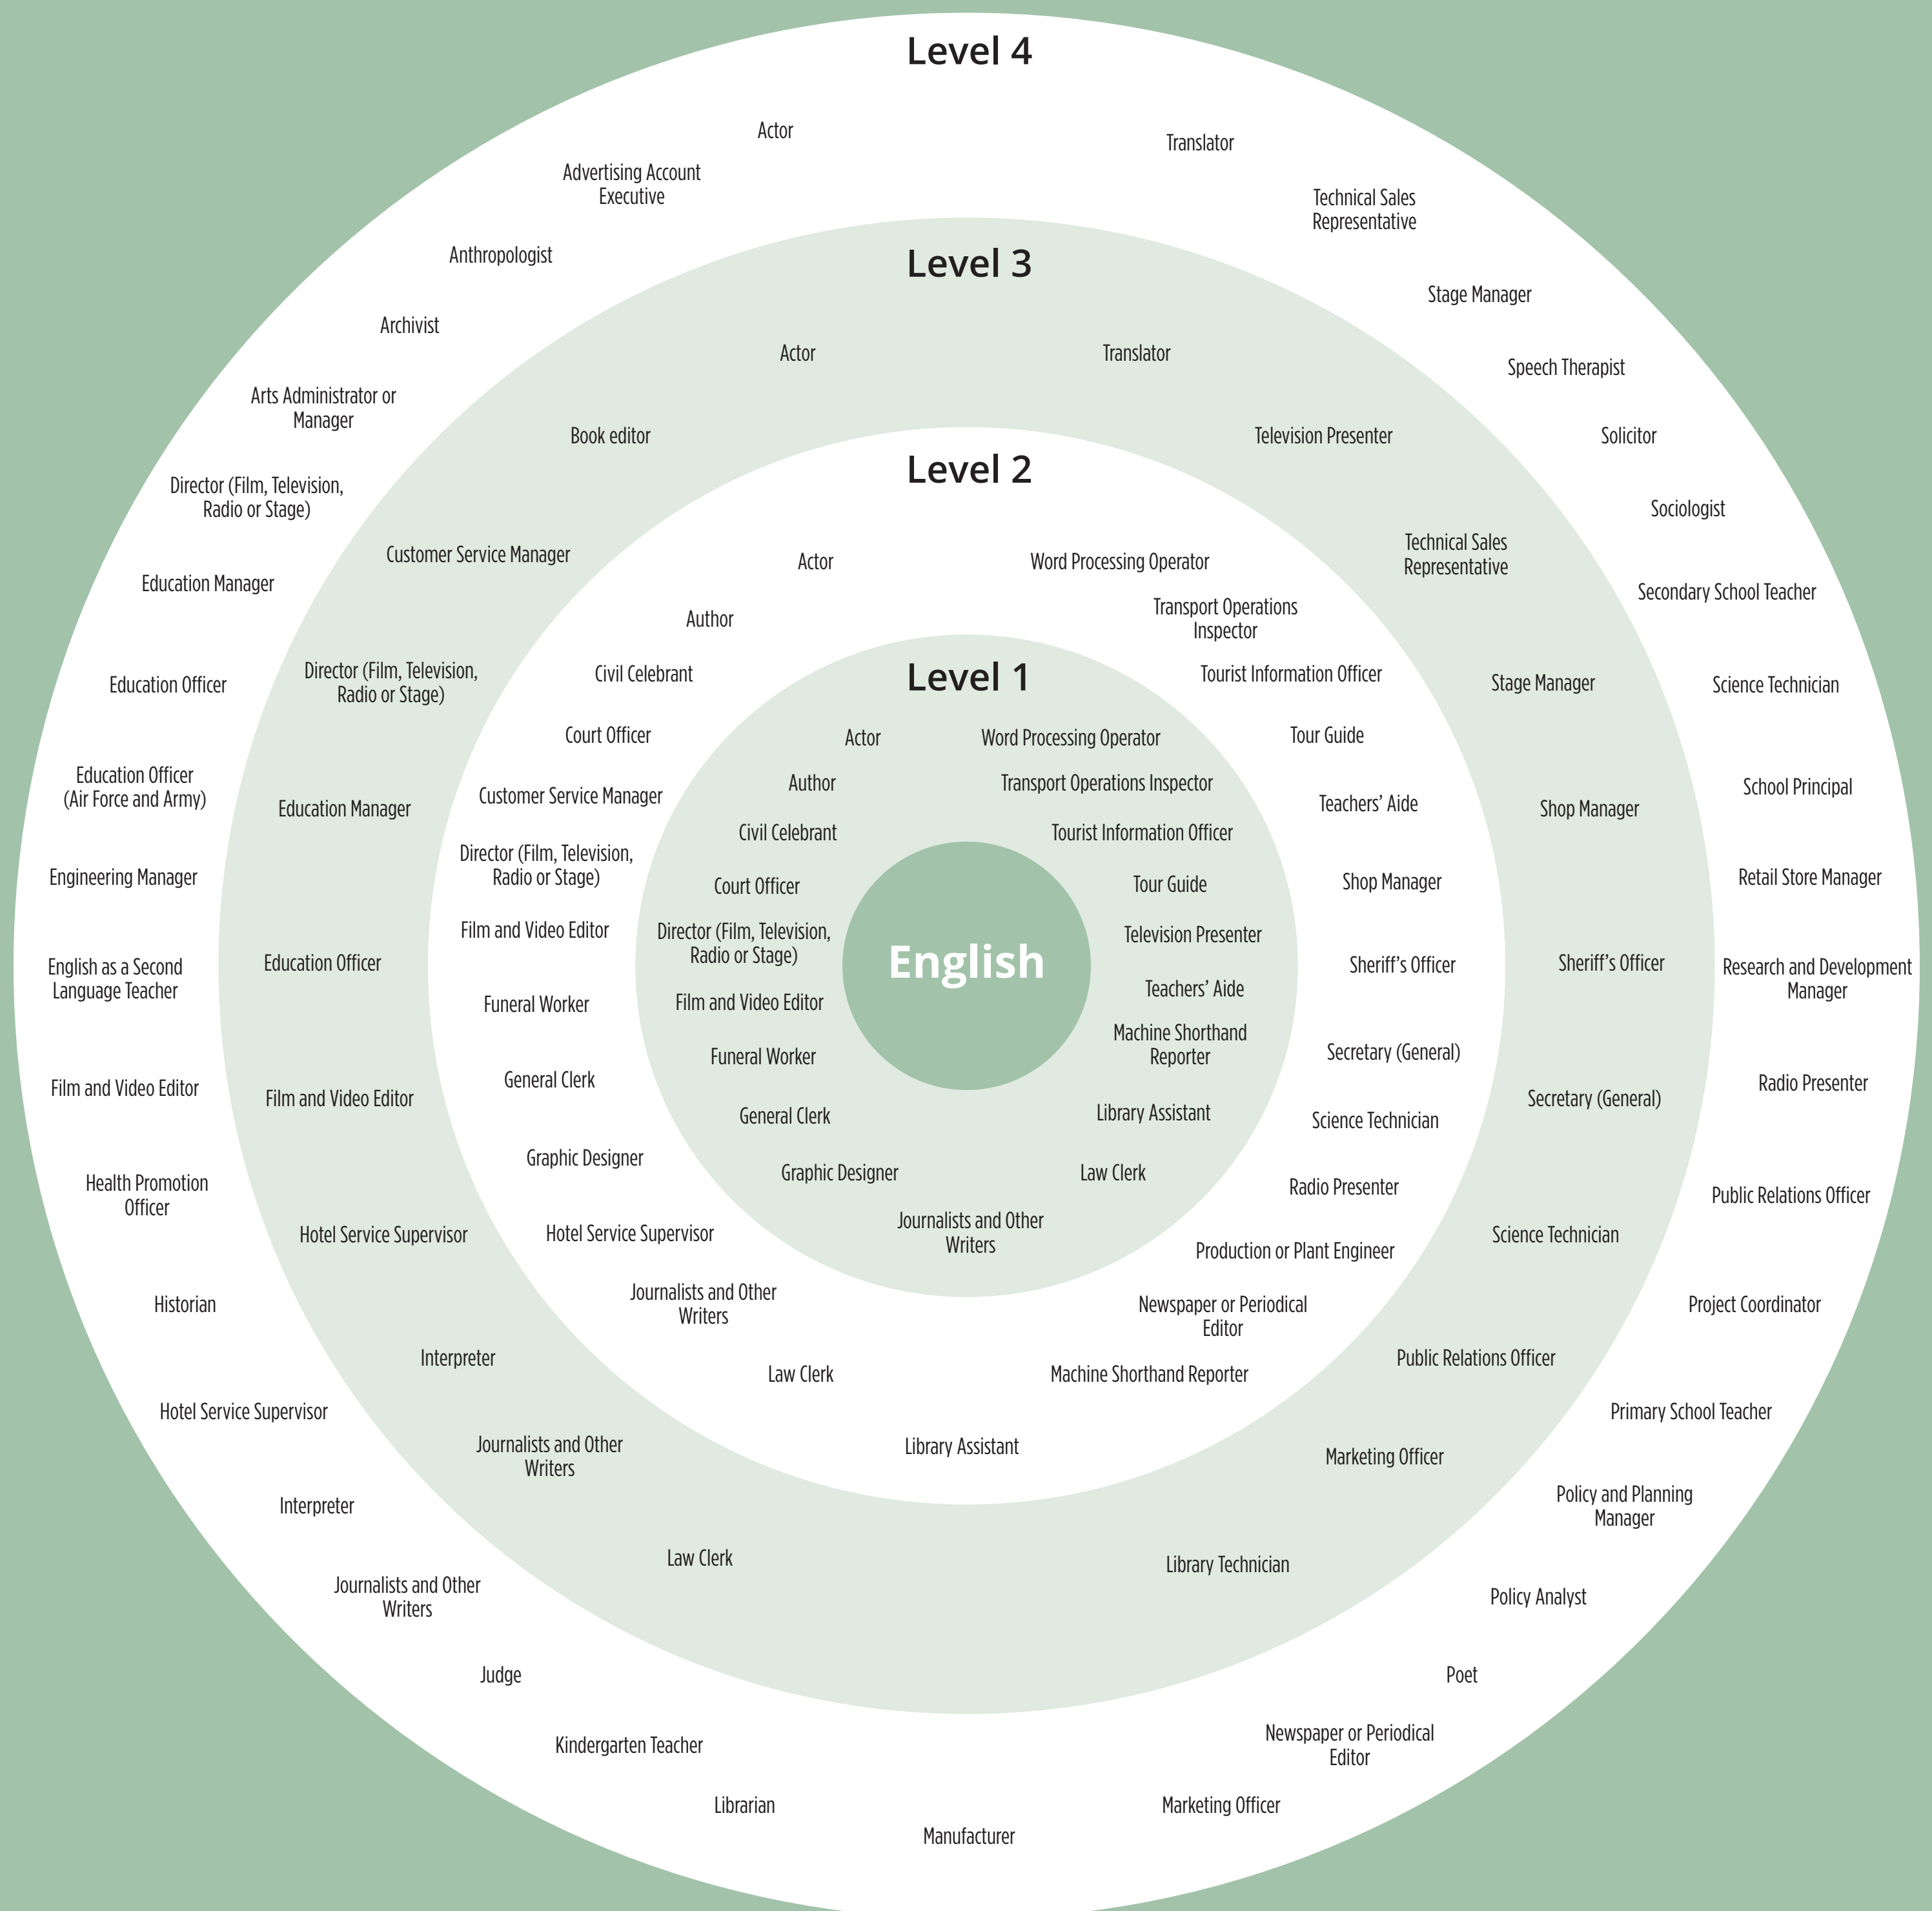 Level 4
Actor
Advertising Account
Executive
Anthropologist
Archivist
Arts Administrator or
Manager
Director (Film, Television,
Radio or Stage)
Education Manager
Education Officer
Education Officer
(Air Force and Army)
Engineering Manager
English as a Second
Language Teacher
Film and Video Editor
Health Promotion
Officer
Historian
Hotel Service Supervisor
Interpreter
Journalists and Other
Writers
Judge
Kindergarten Teacher
Librarian
Manufacturer
Marketing Officer
Newspaper or Periodical
Editor
Poet
Policy Analyst
Policy and Planning
Manager
Primary School Teacher
Project Coordinator
Public Relations Officer
Radio Presenter
Research and Development
Manager
Retail Store Manager
School Principal
Science Technician
Secondary School Teacher
Sociologist
Solicitor
Speech Therapist
Stage Manager
Technical Sales
Representative
Translator
Level 3
Actor
Book editor
Customer Service Manager
Director (Film, Television,
Radio or Stage)
Education Manager
Education Officer
Film and Video Editor
Hotel Service Supervisor
Interpreter
Journalists and Other
Writers
Law Clerk
Library Technician
Marketing Officer
Public Relations Officer
Science Technician
Secretary (General)
Sheriff’s Officer
Shop Manager
Stage Manager
Technical Sales
Representative
Television Presenter
Translator
Level 2
Actor
Author
Civil Celebrant
Court Officer
Customer Service Manager
Director (Film, Television,
Radio or Stage)
Film and Video Editor
Funeral Worker
General Clerk
Graphic Designer
Hotel Service Supervisor
Journalists and Other
Writers
Law Clerk
Library Assistant
Machine Shorthand Reporter
Newspaper or Periodical
Editor
Production or Plant Engineer
Radio Presenter
Science Technician
Secretary (General)
Sheriff’s Officer
Shop Manager
Teachers’ Aide
Tour Guide
Tourist Information Officer
Transport Operations
Inspector
Word Processing Operator
Level 1
Actor
Author
Civil Celebrant
Court Officer
Director (Film, Television,
Radio or Stage)
Film and Video Editor
Funeral Worker
General Clerk
Graphic Designer
Journalists and Other
Writers
Law Clerk
Library Assistant
Machine Shorthand
Reporter
Teachers’ Aide
Television Presenter
Tour Guide
Tourist Information Officer
Transport Operations Inspector
Word Processing Operator
English